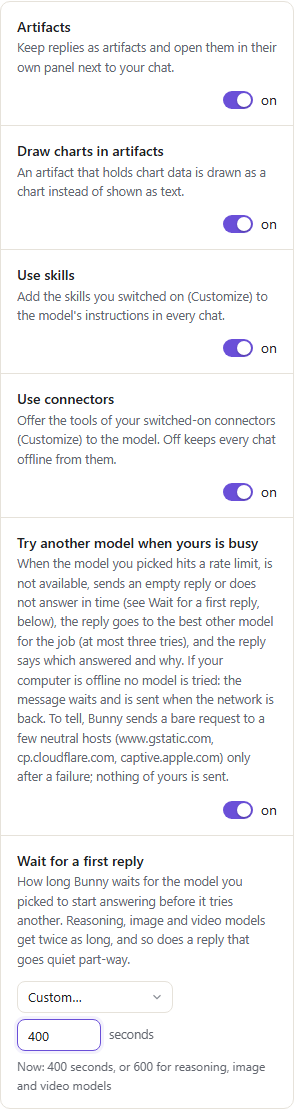 Artifacts
Keep replies as artifacts and open them in their
own panel next to your chat.
on
Draw charts in artifacts
An artifact that holds chart data is drawn as a
chart instead of shown as text.
on
Use skills
Add the skills you switched on (Customize) to
the model's instructions in every chat.
on
Use connectors
Offer the tools of your switched-on connectors
(Customize) to the model. Off keeps every chat
offline from them.
on
Try another model when yours is busy
When the model you picked hits a rate limit, is
not available, sends an empty reply or does
not answer in time (see Wait for a first reply,
below), the reply goes to the best other model
for the job (at most three tries), and the reply
says which answered and why. If your
computer is offline no model is tried: the
message waits and is sent when the network is
back. To tell, Bunny sends a bare request to a
few neutral hosts (www.gstatic.com,
cp.cloudflare.com, captive.apple.com) only
after a failure; nothing of yours is sent.
on
Wait for a first reply
How long Bunny waits for the model you
picked to start answering before it tries
another. Reasoning, image and video models
get twice as long, and so does a reply that
goes quiet part-way.
Custom...
400 seconds
Now: 400 seconds, or 600 for reasoning, image
and video models